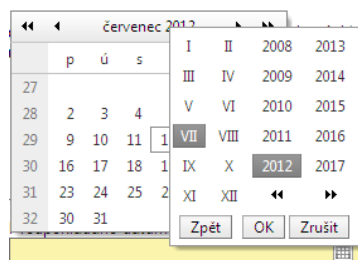 červenec 2012
p ú s
27
28 2 3 4
29 9 10 11 1
30 16 17 18 1
31 23 24 25 2
32 30 31
I II 2008 2013
III IV 2009 2014
V VI 2010 2015
VII VIII 2011 2016
IX X 2012 2017
XI XII
Zpět OK Zrušit